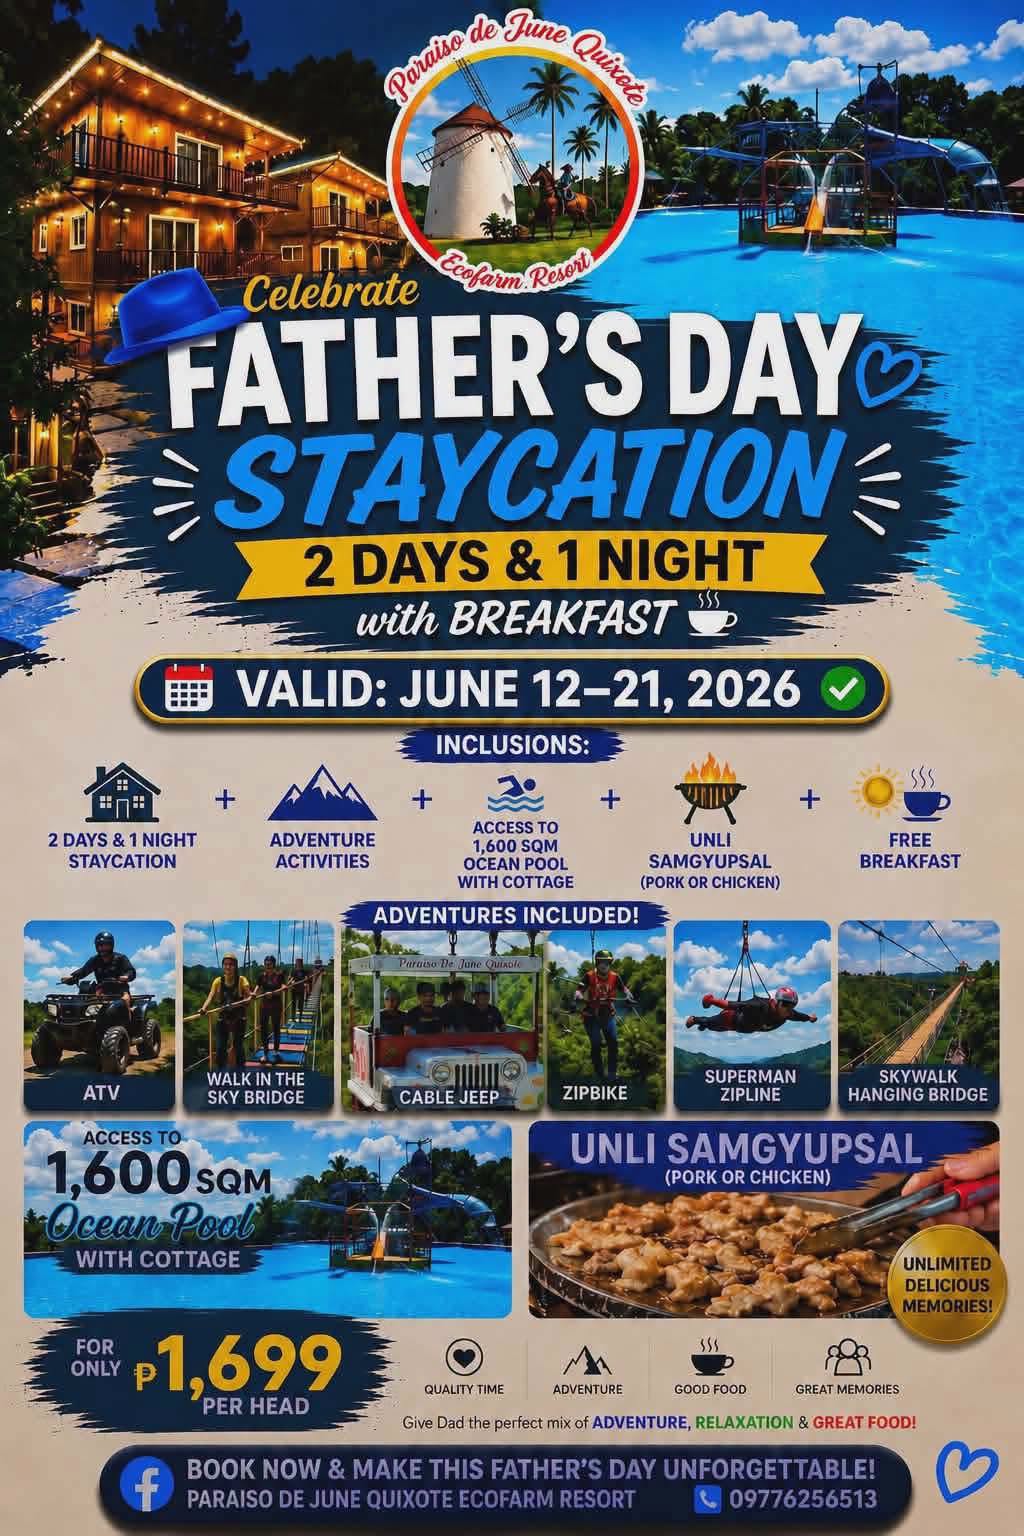 Paraiso de June Quixote
Ecofarm Resort
Celebrate
FATHER'S DAY
STAYCATION
2 DAYS & 1 NIGHT
with BREAKFAST
VALID: JUNE 12–21, 2026
INCLUSIONS:
2 DAYS & 1 NIGHT
STAYCATION
+
ADVENTURE
ACTIVITIES
+
ACCESS TO
1,600 SQM
OCEAN POOL
WITH COTTAGE
+
UNLI
SAMGYUPSAL
(PORK OR CHICKEN)
+
FREE
BREAKFAST
ADVENTURES INCLUDED!
ATV
WALK IN THE
SKY BRIDGE
Paraiso De June Quixote
CABLE JEEP
ZIPBIKE
SUPERMAN
ZIPLINE
SKYWALK
HANGING BRIDGE
ACCESS TO
1,600 SQM
Ocean Pool
WITH COTTAGE
UNLI SAMGYUPSAL
(PORK OR CHICKEN)
UNLIMITED
DELICIOUS
MEMORIES!
FOR
ONLY
₱1,699
PER HEAD
QUALITY TIME
ADVENTURE
GOOD FOOD
GREAT MEMORIES
Give Dad the perfect mix of ADVENTURE, RELAXATION & GREAT FOOD!
BOOK NOW & MAKE THIS FATHER'S DAY UNFORGETTABLE!
PARAISO DE JUNE QUIXOTE ECOFARM RESORT
09776256513